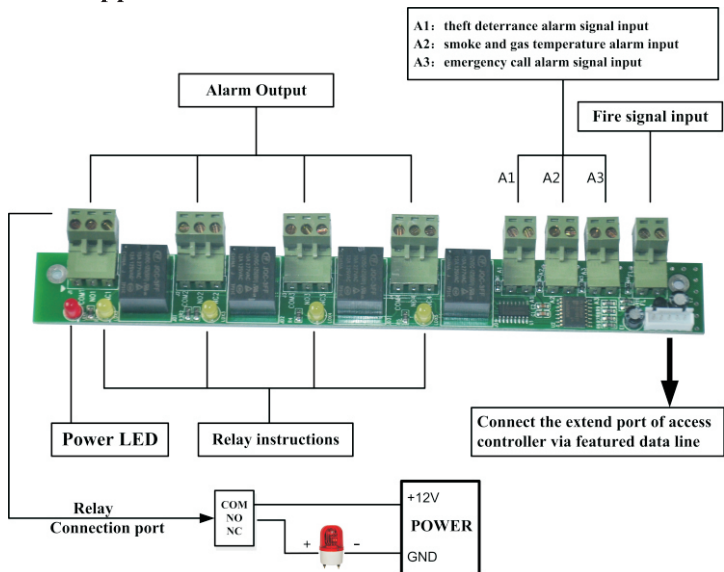 A1: theft deterrance alarm signal input
A2: smoke and gas temperature alarm input
A3: emergency call alarm signal input
Alarm Output
Fire signal input
A1
A2
A3
Power LED
Relay instructions
Connect the extend port of access
controller via featured data line
Relay
Connection port
COM
NO
NC
+12V
POWER
GND
+
-